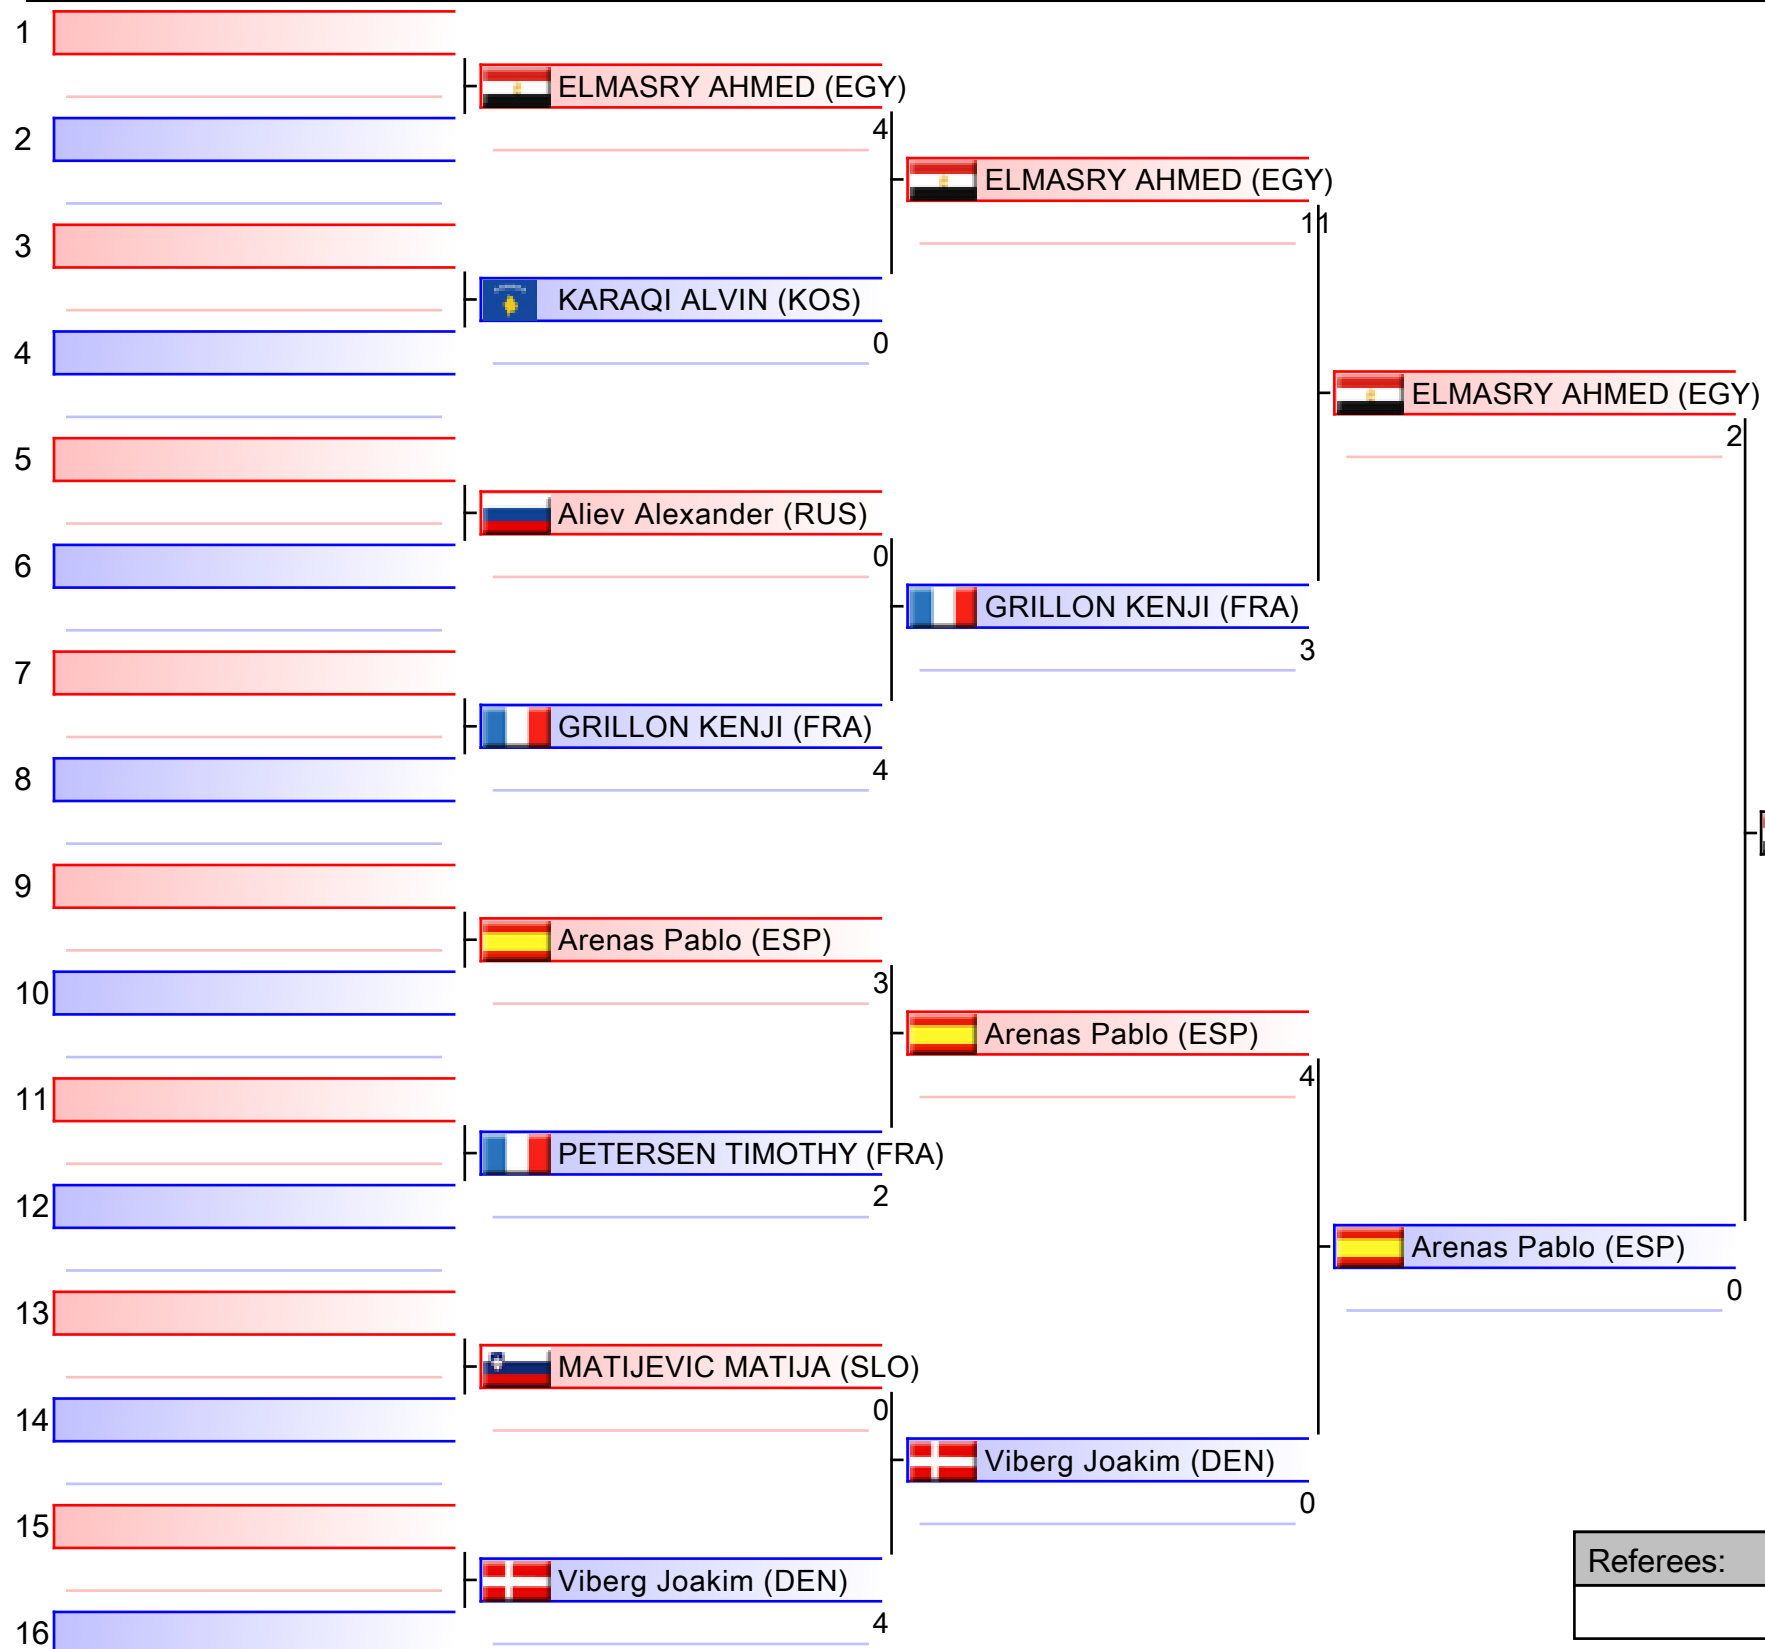 1
ELMASRY AHMED (EGY)
4
2
ELMASRY AHMED (EGY)
11
3
KARAQI ALVIN (KOS)
0
4
ELMASRY AHMED (EGY)
2
5
Aliev Alexander (RUS)
0
6
GRILLON KENJI (FRA)
3
7
GRILLON KENJI (FRA)
4
8
9
Arenas Pablo (ESP)
3
10
Arenas Pablo (ESP)
4
11
PETERSEN TIMOTHY (FRA)
2
12
Arenas Pablo (ESP)
0
13
MATIJEVIC MATIJA (SLO)
0
14
Viberg Joakim (DEN)
0
15
Viberg Joakim (DEN)
4
16
Referees: